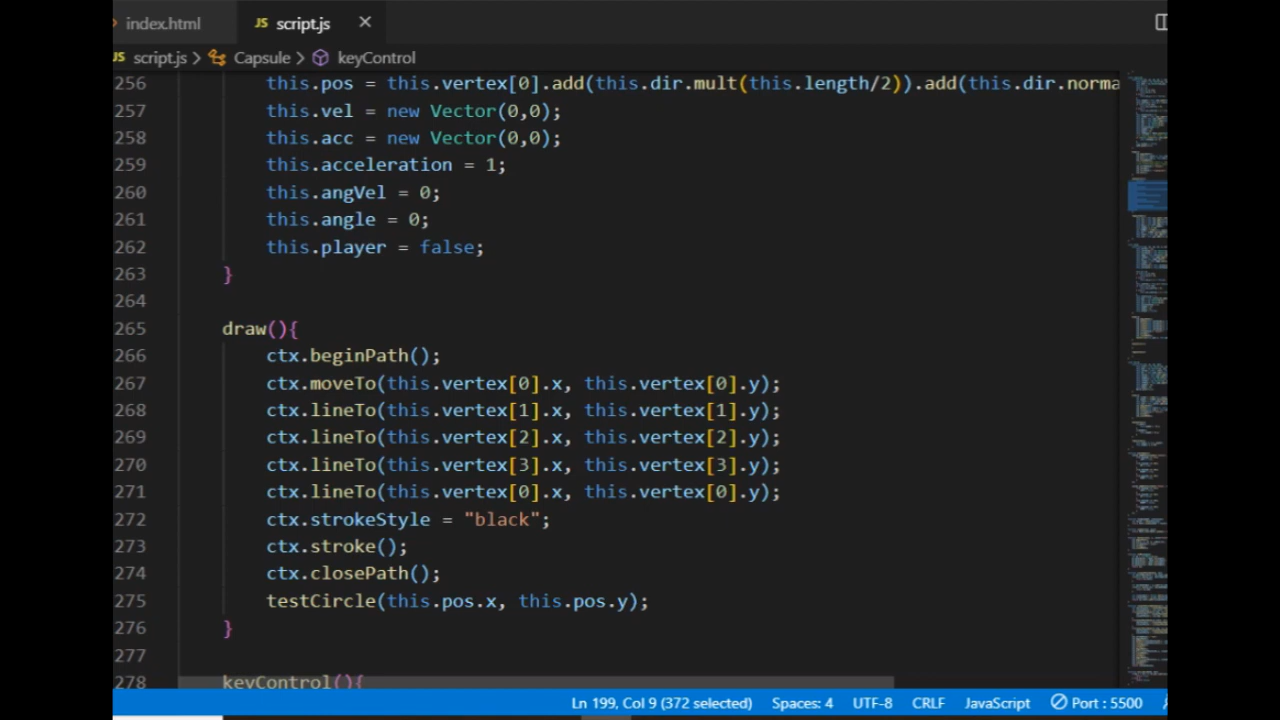 index.html
JS script.js ×
JS script.js > Capsule > keyControl
256 this.pos = this.vertex[0].add(this.dir.mult(this.length/2)).add(this.dir.norma
257 this.vel = new Vector(0,0);
258 this.acc = new Vector(0,0);
259 this.acceleration = 1;
260 this.angVel = 0;
261 this.angle = 0;
262 this.player = false;
263 }
264
265 draw(){
266 ctx.beginPath();
267 ctx.moveTo(this.vertex[0].x, this.vertex[0].y);
268 ctx.lineTo(this.vertex[1].x, this.vertex[1].y);
269 ctx.lineTo(this.vertex[2].x, this.vertex[2].y);
270 ctx.lineTo(this.vertex[3].x, this.vertex[3].y);
271 ctx.lineTo(this.vertex[0].x, this.vertex[0].y);
272 ctx.strokeStyle = "black";
273 ctx.stroke();
274 ctx.closePath();
275 testCircle(this.pos.x, this.pos.y);
276 }
277
278 keyControl(){
Ln 199, Col 9 (372 selected) Spaces: 4 UTF-8 CRLF JavaScript Port : 5500